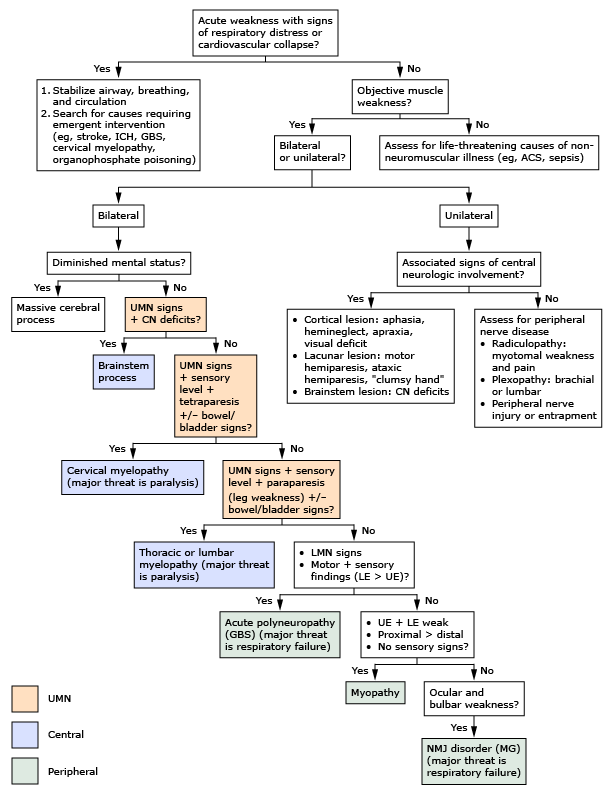 Acute weakness with signs
of respiratory distress or
cardiovascular collapse?
Yes
No
1. Stabilize airway, breathing,
and circulation
2. Search for causes requiring
emergent intervention
(eg, stroke, ICH, GBS,
cervical myelopathy,
organophosphate poisoning)
Objective muscle
weakness?
Yes
No
Bilateral
or unilateral?
Assess for life-threatening causes of non-
neuromuscular illness (eg, ACS, sepsis)
Bilateral
Unilateral
Diminished mental status?
Associated signs of central
neurologic involvement?
Yes
No
Yes
No
Massive cerebral
process
UMN signs
+ CN deficits?
• Cortical lesion: aphasia,
hemineglect, apraxia,
visual deficit
• Lacunar lesion: motor
hemiparesis, ataxic
hemiparesis, "clumsy hand"
• Brainstem lesion: CN deficits
Assess for peripheral
nerve disease
• Radiculopathy:
myotomal weakness
and pain
• Plexopathy: brachial
or lumbar
• Peripheral nerve
injury or entrapment
Yes
No
Brainstem
process
UMN signs
+ sensory
level +
tetraparesis
+/– bowel/
bladder signs?
Yes
No
Cervical myelopathy
(major threat is paralysis)
UMN signs + sensory
level + paraparesis
(leg weakness) +/–
bowel/bladder signs?
Yes
No
Thoracic or lumbar
myelopathy (major threat
is paralysis)
• LMN signs
• Motor + sensory
findings (LE > UE)?
Yes
No
Acute polyneuropathy
(GBS) (major threat
is respiratory failure)
• UE + LE weak
• Proximal > distal
• No sensory signs?
Yes
No
Myopathy
Ocular and
bulbar weakness?
Yes
NMJ disorder (MG)
(major threat is
respiratory failure)
UMN
Central
Peripheral